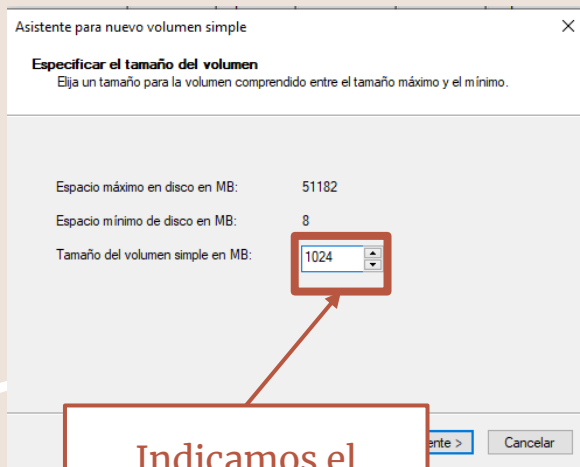 Asistente para nuevo volumen simple
Especificar el tamaño del volumen
Elija un tamaño para la volumen comprendido entre el tamaño máximo y el mínimo.
Espacio máximo en disco en MB: 51182
Espacio mínimo de disco en MB: 8
Tamaño del volumen simple en MB: 1024
Indicamos el
ente > Cancelar